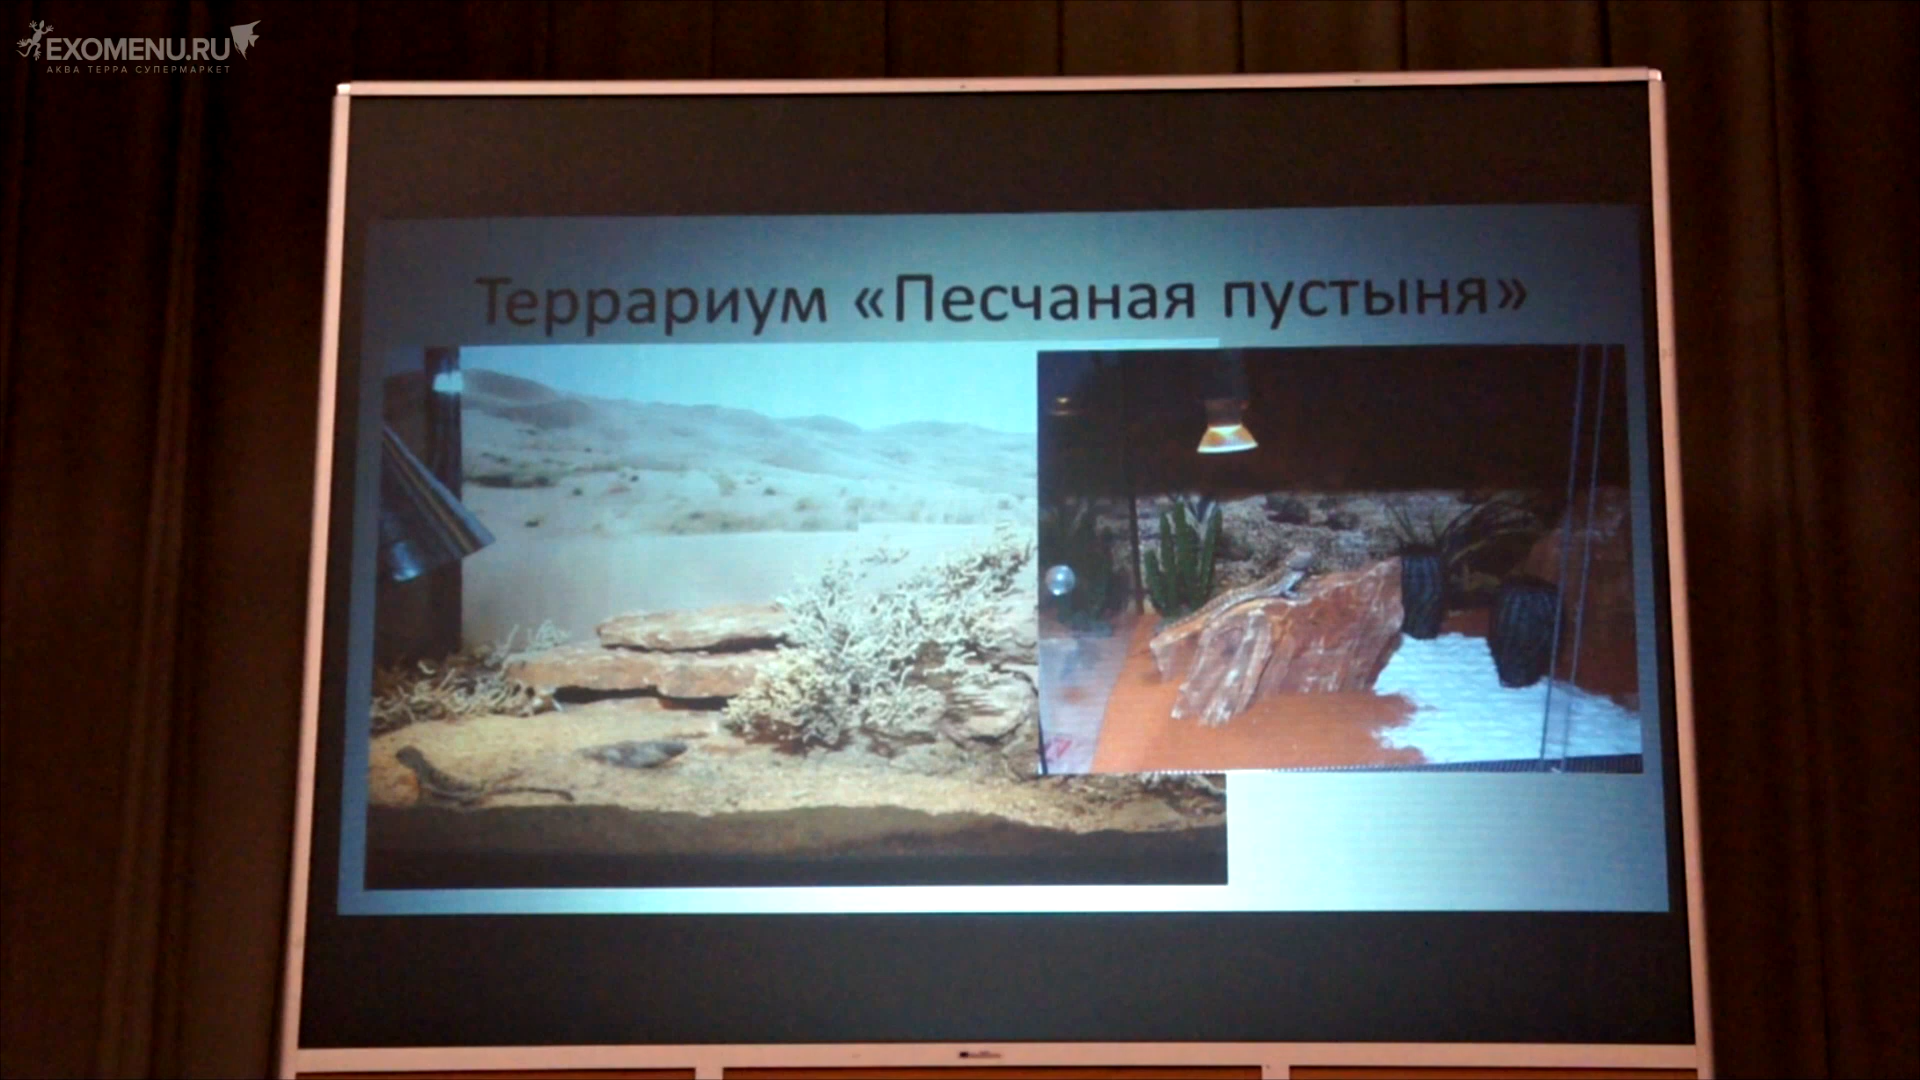 EXOMENU.RU
АКВА ТЕРРА СУПЕРМАРКЕТ
Террариум «Песчаная пустыня»